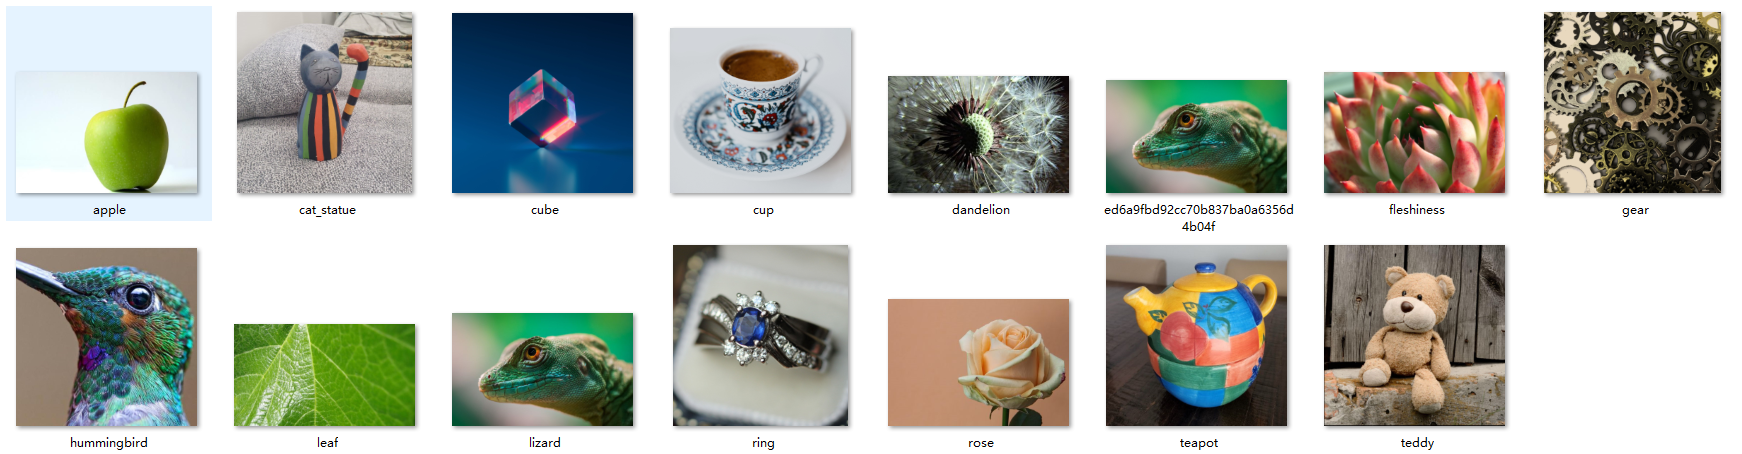 apple
cat_statue
cube
cup
dandelion
ed6a9fbd92cc70b837ba0a6356d
4b04f
fleshiness
gear
hummingbird
leaf
lizard
ring
rose
teapot
teddy